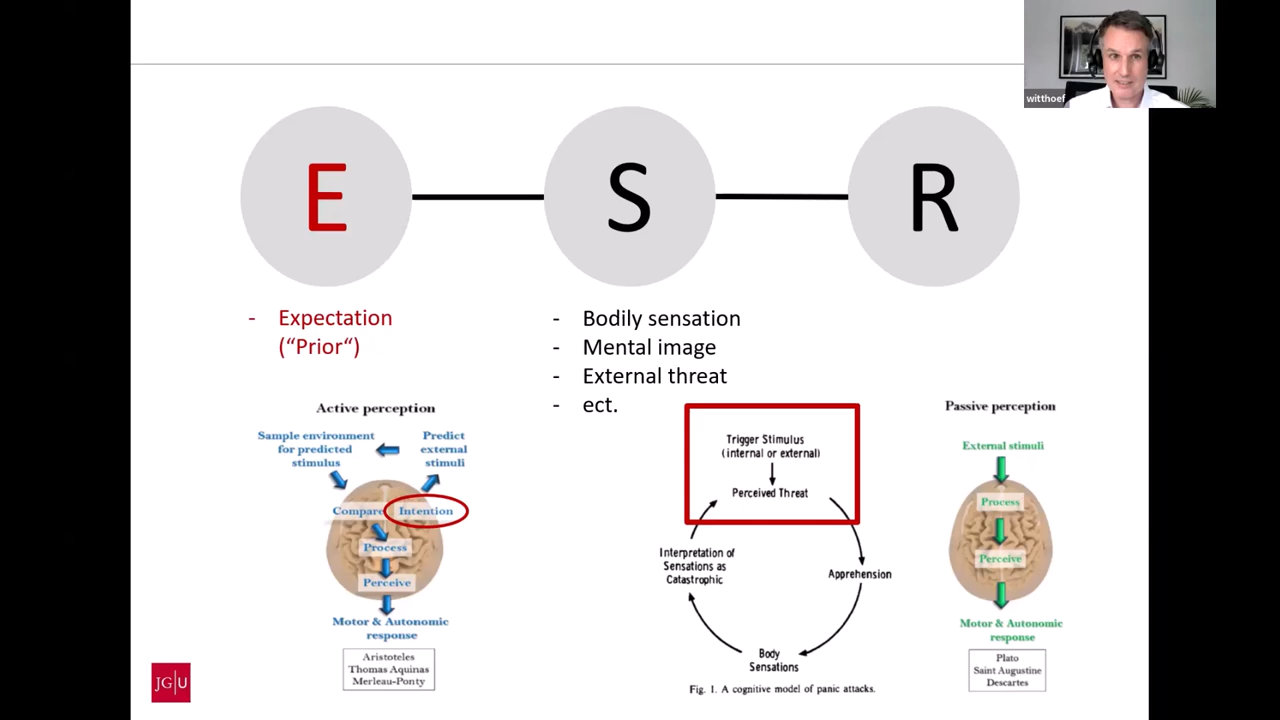 witthoef
E
S
R
- Expectation
("Prior“)
- Bodily sensation
- Mental image
- External threat
- ect.
Active perception
Sample environment
for predicted
stimulus
Predict
external
stimuli
Compare
Intention
Process
Perceive
Motor & Autonomic
response
Aristoteles
Thomas Aquinas
Merleau-Ponty
Trigger Stimulus
(internal or external)
Perceived Threat
Interpretation of
Sensations as
Catastrophic
Apprehension
Body
Sensations
Fig. 1. A cognitive model of panic attacks.
Passive perception
External stimuli
Process
Perceive
Motor & Autonomic
response
Plato
Saint Augustine
Descartes
JG|U